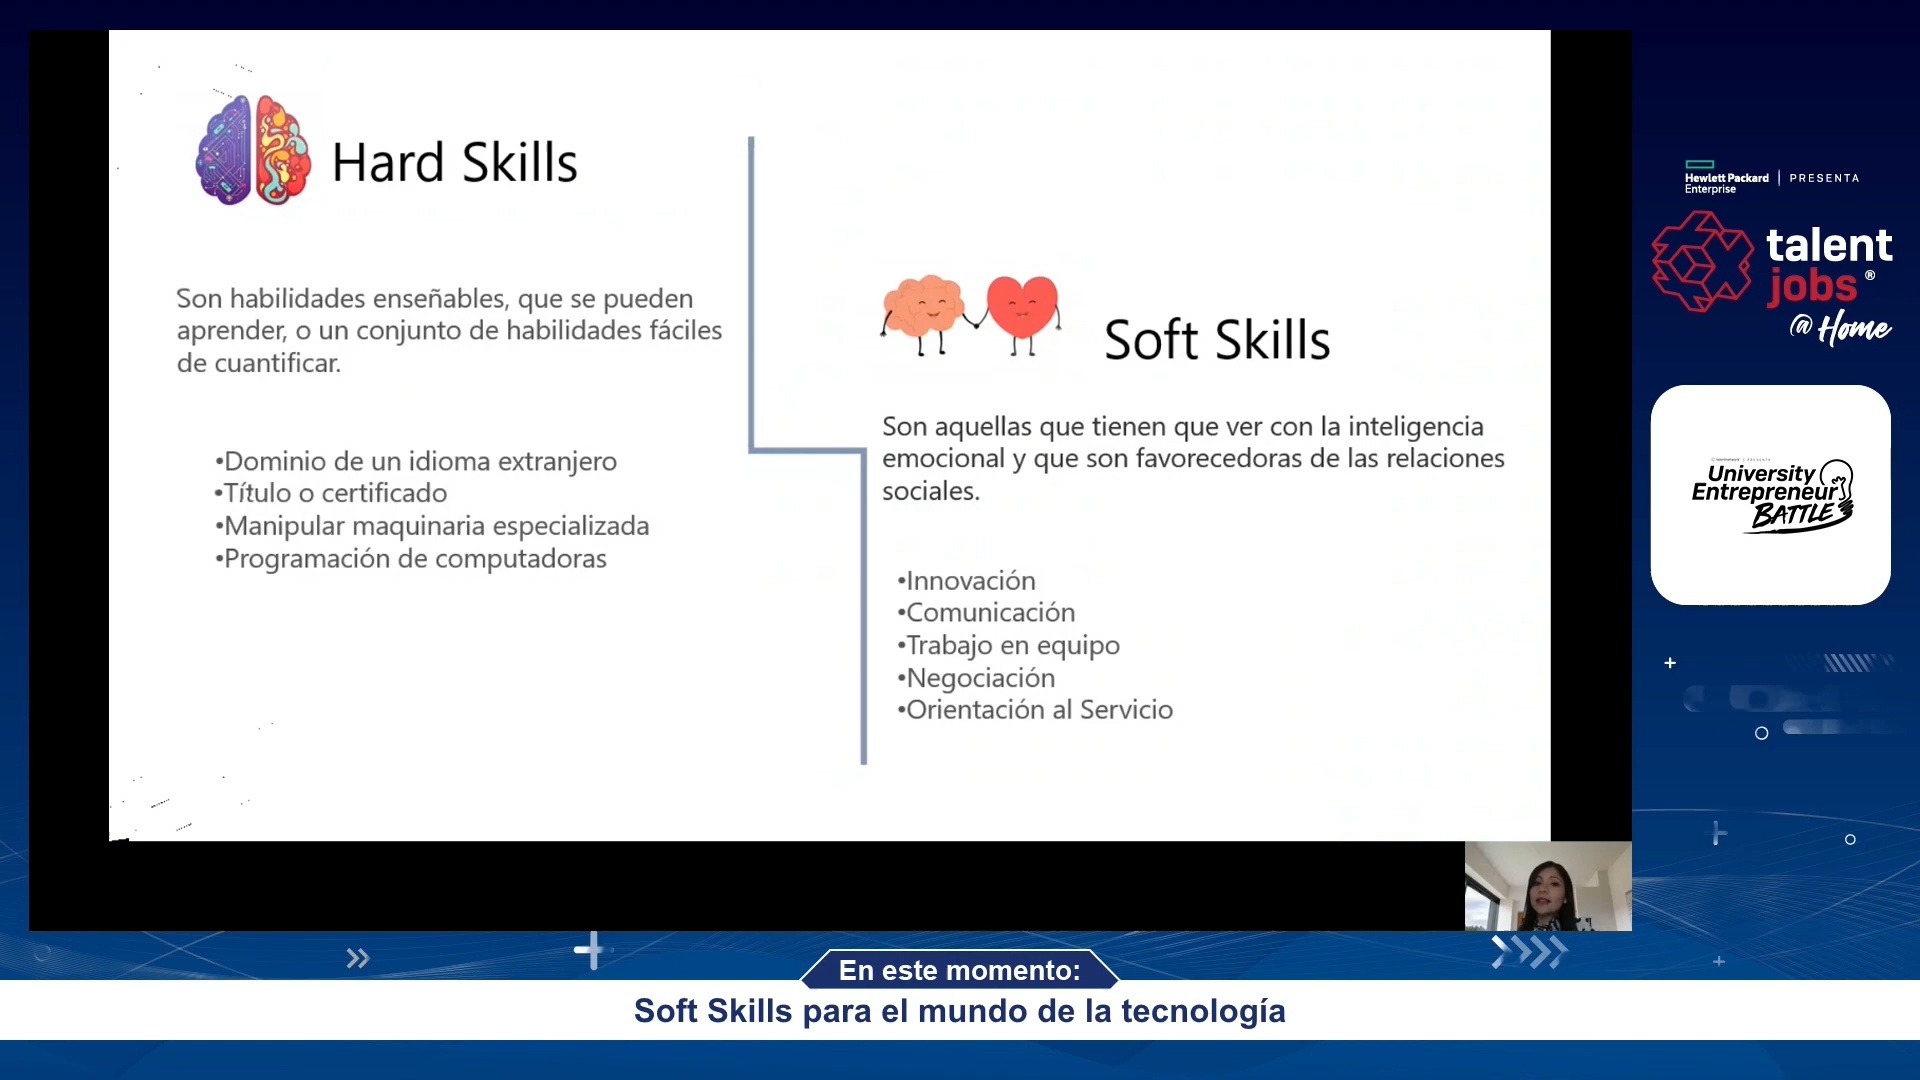 Hard Skills
Son habilidades enseñables, que se pueden
aprender, o un conjunto de habilidades fáciles
de cuantificar.
•Dominio de un idioma extranjero
•Título o certificado
•Manipular maquinaria especializada
•Programación de computadoras
Soft Skills
Son aquellas que tienen que ver con la inteligencia
emocional y que son favorecedoras de las relaciones
sociales.
•Innovación
•Comunicación
•Trabajo en equipo
•Negociación
•Orientación al Servicio
Hewlett Packard
Enterprise
PRESENTA
talent
jobs®
@Home
University
Entrepreneur
BATTLE
En este momento:
Soft Skills para el mundo de la tecnología